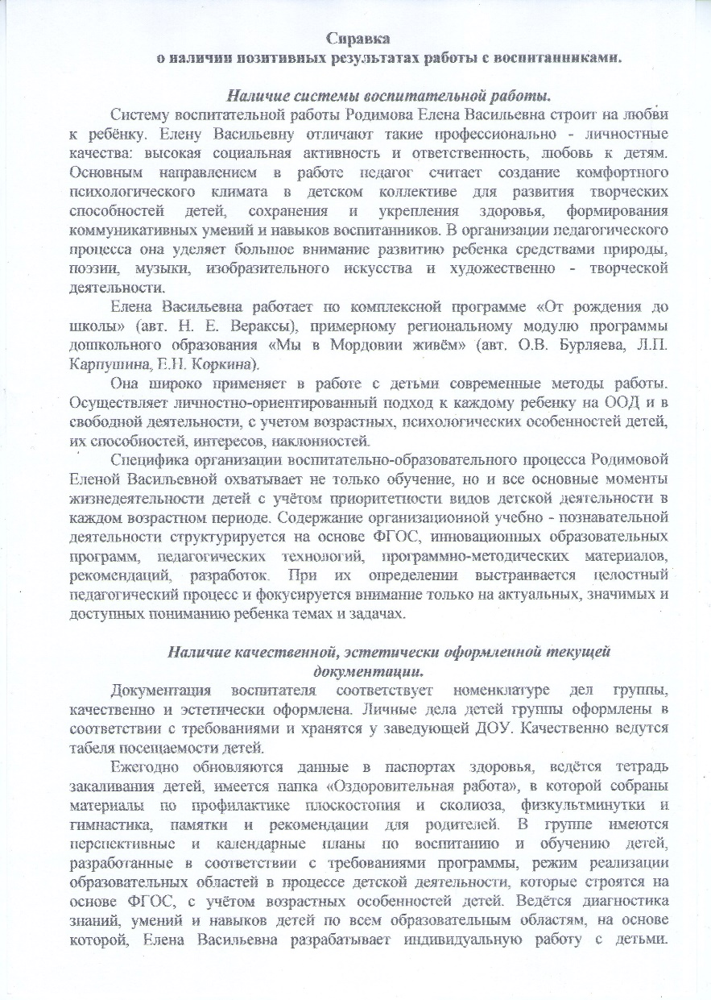 Справка
о наличии позитивных результатах работы с воспитанниками.
Наличие системы воспитательной работы.
Систему воспитательной работы Родимова Елена Васильевна строит на любви
к ребёнку. Елену Васильевну отличают такие профессионально - личностные
качества: высокая социальная активность и ответственность, любовь к детям.
Основным направлением в работе педагог считает создание комфортного
психологического климата в детском коллективе для развития творческих
способностей детей, сохранения и укрепления здоровья, формирования
коммуникативных умений и навыков воспитанников. В организации педагогического
процесса она уделяет большое внимание развитию ребенка средствами природы,
поэзии, музыки, изобразительного искусства и художественно - творческой
деятельности.
Елена Васильевна работает по комплексной программе «От рождения до
школы» (авт. Н. Е. Вераксы), примерному региональному модулю программы
дошкольного образования «Мы в Мордовии живём» (авт. О.В. Бурляева, Л.П.
Карпушина, Е.Н. Коркина).
Она широко применяет в работе с детьми современные методы работы.
Осуществляет личностно-ориентированный подход к каждому ребенку на ООД и в
свободной деятельности, с учетом возрастных, психологических особенностей детей,
их способностей, интересов, наклонностей.
Специфика организации воспитательно-образовательного процесса Родимовой
Еленой Васильевной охватывает не только обучение, но и все основные моменты
жизнедеятельности детей с учётом приоритетности видов детской деятельности в
каждом возрастном периоде. Содержание организационной учебно - познавательной
деятельности структурируется на основе ФГОС, инновационных образовательных
программ, педагогических технологий, программно-методических материалов,
рекомендаций, разработок. При их определении выстраивается целостный
педагогический процесс и фокусируется внимание только на актуальных, значимых и
доступных пониманию ребенка темах и задачах.
Наличие качественной, эстетически оформленной текущей
документации.
Документация воспитателя соответствует номенклатуре дел группы,
качественно и эстетически оформлена. Личные дела детей группы оформлены в
соответствии с требованиями и хранятся у заведующей ДОУ. Качественно ведутся
табеля посещаемости детей.
Ежегодно обновляются данные в паспортах здоровья, ведётся тетрадь
закаливания детей, имеется папка «Оздоровительная работа», в которой собраны
материалы по профилактике плоскостопия и сколиоза, физкультминутки и
гимнастика, памятки и рекомендации для родителей. В группе имеются
перспективные и календарные планы по воспитанию и обучению детей,
разработанные в соответствии с требованиями программы, режим реализации
образовательных областей в процессе детской деятельности, которые строятся на
основе ФГОС, с учётом возрастных особенностей детей. Ведётся диагностика
знаний, умений и навыков детей по всем образовательным областям, на основе
которой, Елена Васильевна разрабатывает индивидуальную работу с детьми.